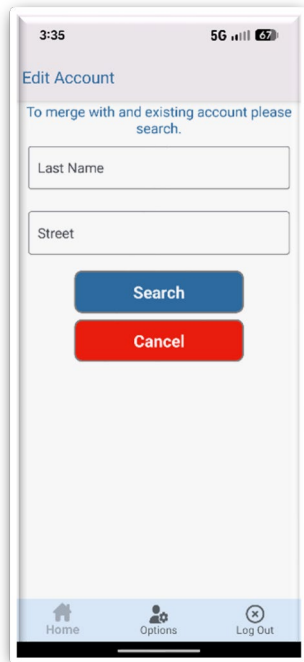 3:35 5G 67
Edit Account
To merge with and existing account please
search.
Last Name
Street
Search
Cancel
Home Options Log Out